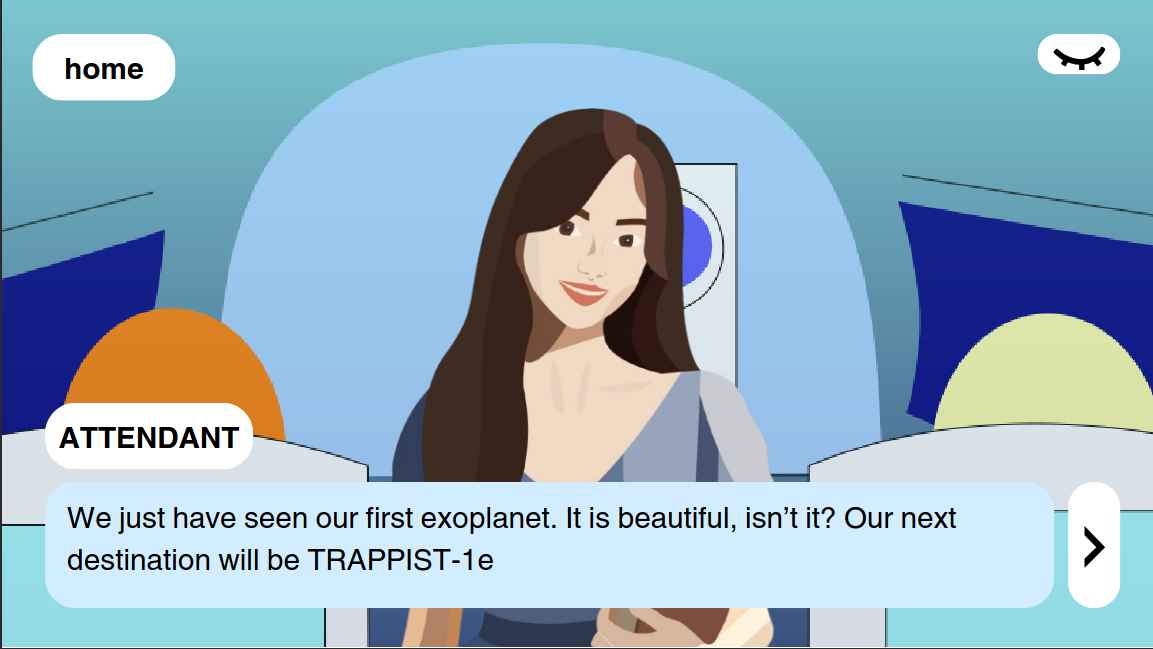 home
ATTENDANT
We just have seen our first exoplanet. It is beautiful, isn’t it? Our next
destination will be TRAPPIST-1e